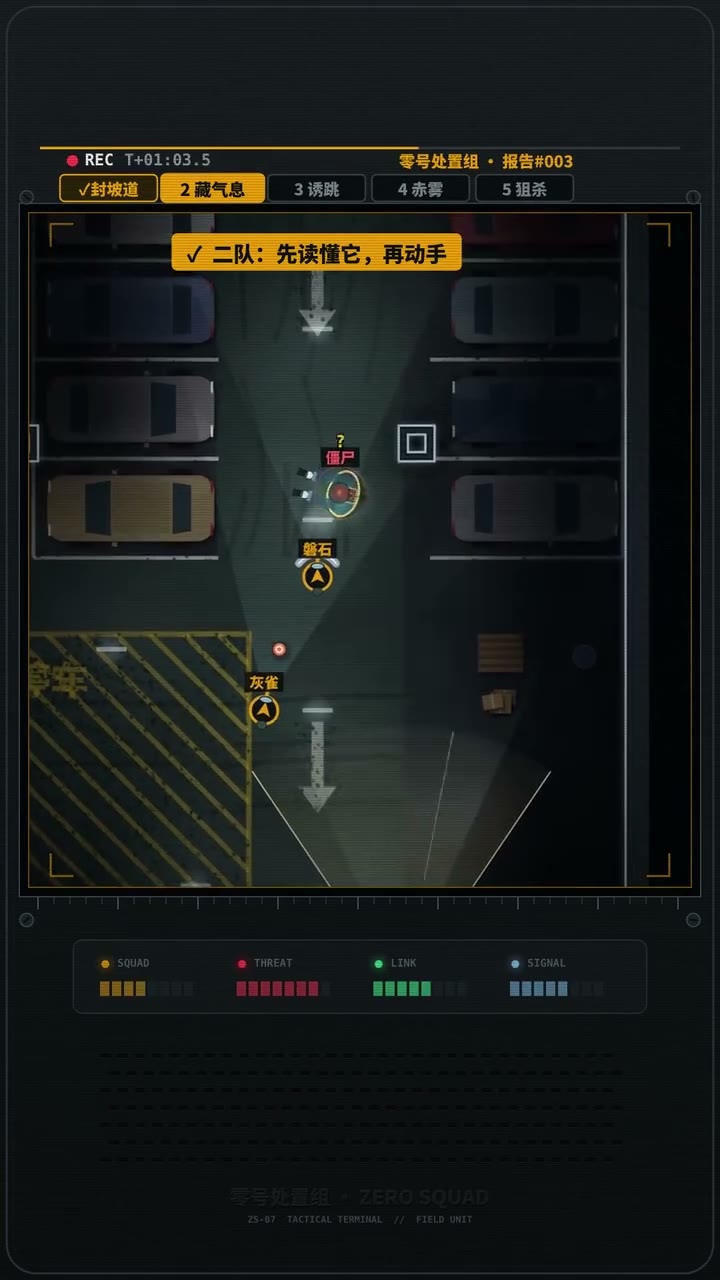 REC T+01:03.5
零号处置组 · 报告#003
✓封坡道
2 藏气息
3 诱跳
4 赤雾
5 狙杀
✓ 二队：先读懂它，再动手
?
僵尸
磐石
灰雀
SQUAD
THREAT
LINK
SIGNAL
零号处置组 · ZERO SQUAD
ZS-07 TACTICAL TERMINAL // FIELD UNIT